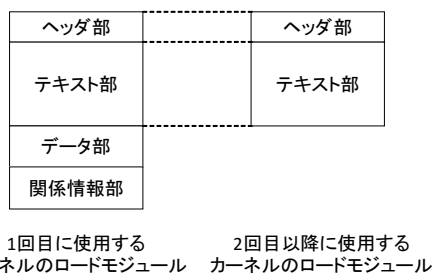 ヘッダ部
ヘッダ部
テキスト部
テキスト部
データ部
関係情報部
1回目に使用する
ネルのロードモジュール
2回目以降に使用する
カーネルのロードモジュール